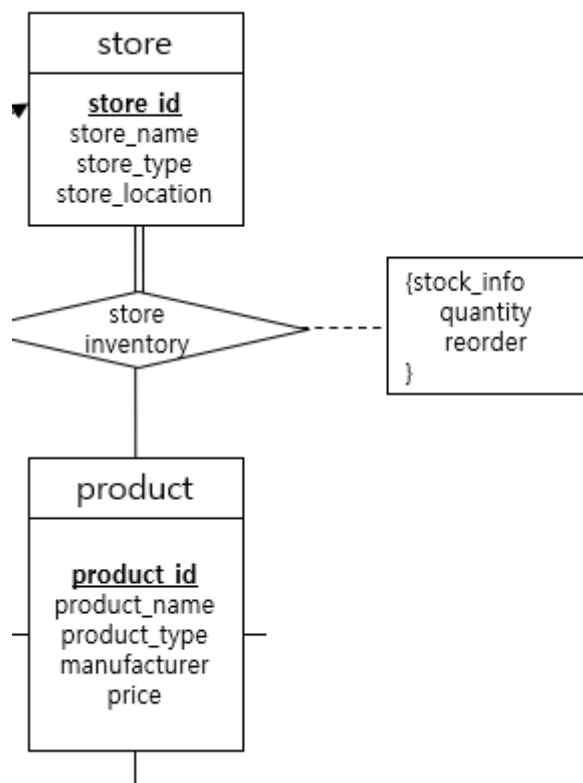 store
store_id
store_name
store_type
store_location
store
inventory
{stock_info
quantity
reorder
}
product
product_id
product_name
product_type
manufacturer
price